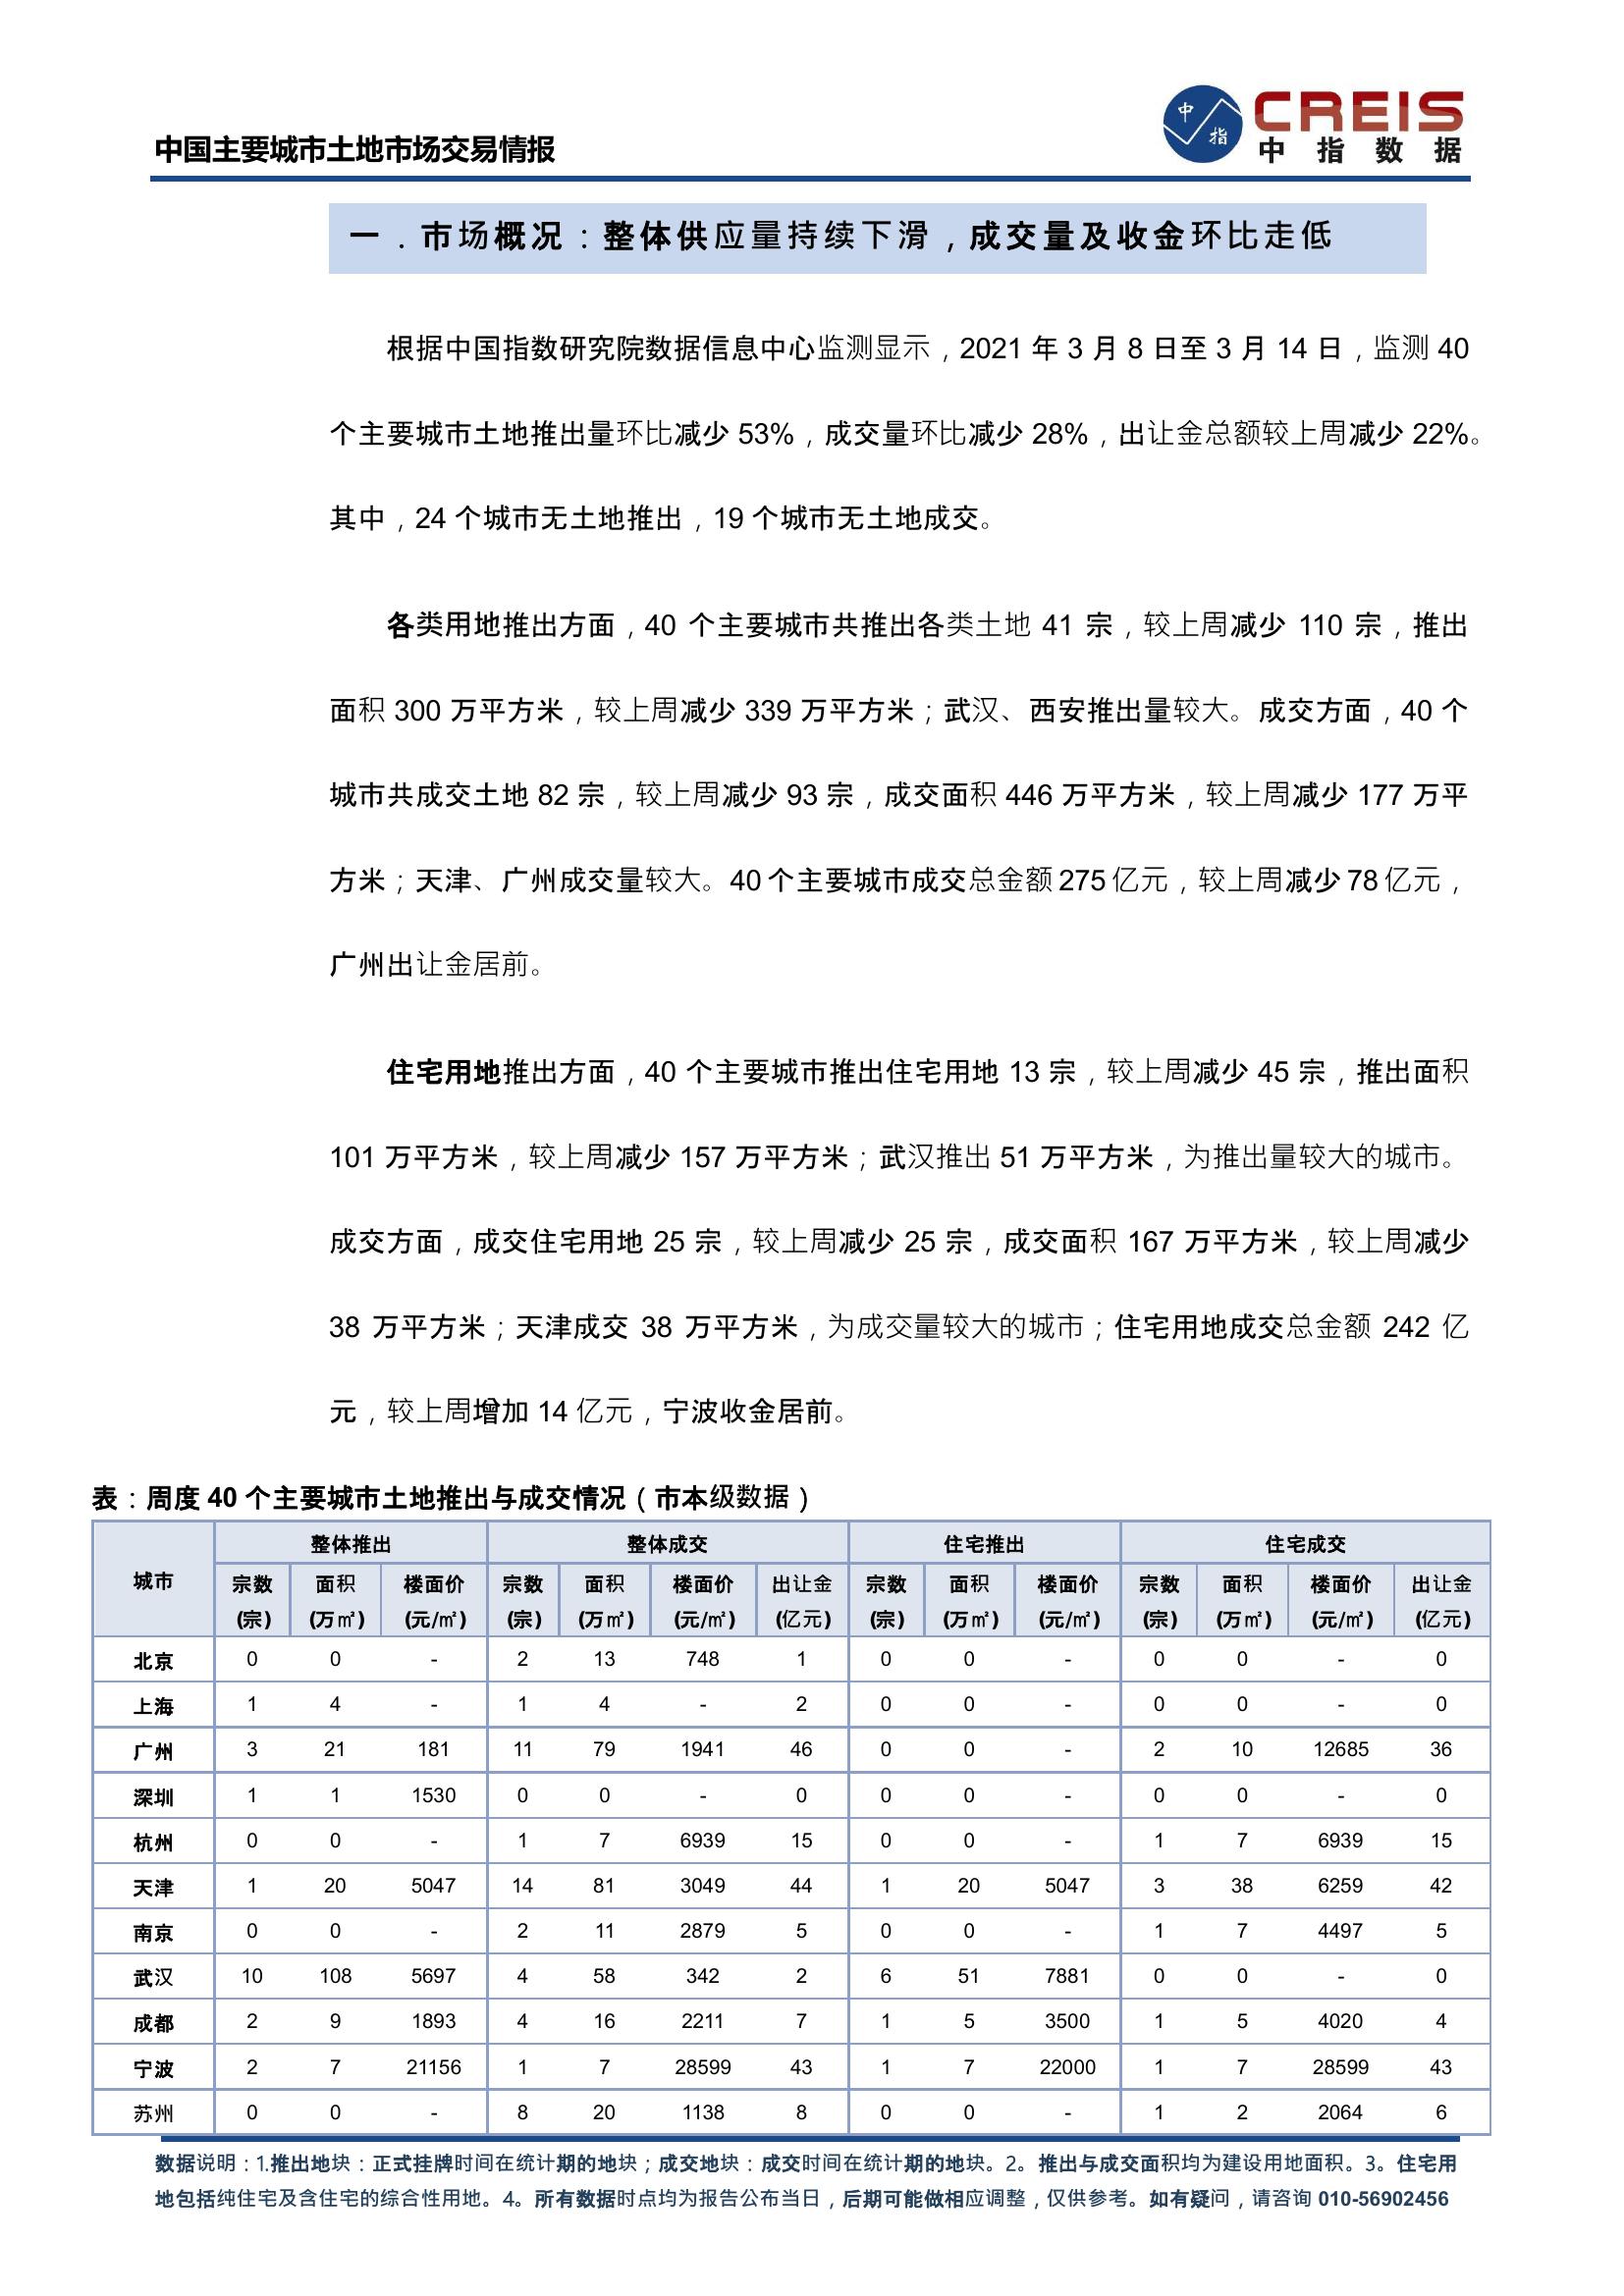 中国主要城市土地市场交易情报
中 指
CREIS
中 指 数 据
一．市场概况：整体供应量持续下滑，成交量及收金环比走低
根据中国指数研究院数据信息中心监测显示，2021 年 3 月 8 日至 3 月 14 日，监测 40
个主要城市土地推出量环比减少 53%，成交量环比减少 28%，出让金总额较上周减少 22%。
其中，24 个城市无土地推出，19 个城市无土地成交。
各类用地推出方面，40 个主要城市共推出各类土地 41 宗，较上周减少 110 宗，推出
面积 300 万平方米，较上周减少 339 万平方米；武汉、西安推出量较大。成交方面，40 个
城市共成交土地 82 宗，较上周减少 93 宗，成交面积 446 万平方米，较上周减少 177 万平
方米；天津、广州成交量较大。40 个主要城市成交总金额 275 亿元，较上周减少 78 亿元，
广州出让金居前。
住宅用地推出方面，40 个主要城市推出住宅用地 13 宗，较上周减少 45 宗，推出面积
101 万平方米，较上周减少 157 万平方米；武汉推出 51 万平方米，为推出量较大的城市。
成交方面，成交住宅用地 25 宗，较上周减少 25 宗，成交面积 167 万平方米，较上周减少
38 万平方米；天津成交 38 万平方米，为成交量较大的城市；住宅用地成交总金额 242 亿
元，较上周增加 14 亿元，宁波收金居前。
表：周度 40 个主要城市土地推出与成交情况（市本级数据）
城市 整体推出 整体成交 住宅推出 住宅成交
宗数 面积 楼面价 宗数 面积 楼面价 出让金 宗数 面积 楼面价 宗数 面积 楼面价 出让金
(宗) (万㎡) (元/㎡) (宗) (万㎡) (元/㎡) (亿元) (宗) (万㎡) (元/㎡) (宗) (万㎡) (元/㎡) (亿元)
北京 0 0 - 2 13 748 1 0 0 - 0 0 - 0
上海 1 4 - 1 4 - 2 0 0 - 0 0 - 0
广州 3 21 181 11 79 1941 46 0 0 - 2 10 12685 36
深圳 1 1 1530 0 0 - 0 0 0 - 0 0 - 0
杭州 0 0 - 1 7 6939 15 0 0 - 1 7 6939 15
天津 1 20 5047 14 81 3049 44 1 20 5047 3 38 6259 42
南京 0 0 - 2 11 2879 5 0 0 - 1 7 4497 5
武汉 10 108 5697 4 58 342 2 6 51 7881 0 0 - 0
成都 2 9 1893 4 16 2211 7 1 5 3500 1 5 4020 4
宁波 2 7 21156 1 7 28599 43 1 7 22000 1 7 28599 43
苏州 0 0 - 8 20 1138 8 0 0 - 1 2 2064 6
数据说明：1.推出地块：正式挂牌时间在统计期的地块；成交地块：成交时间在统计期的地块。2。推出与成交面积均为建设用地面积。3。住宅用
地包括纯住宅及含住宅的综合性用地。4。所有数据时点均为报告公布当日，后期可能做相应调整，仅供参考。如有疑问，请咨询 010-56902456